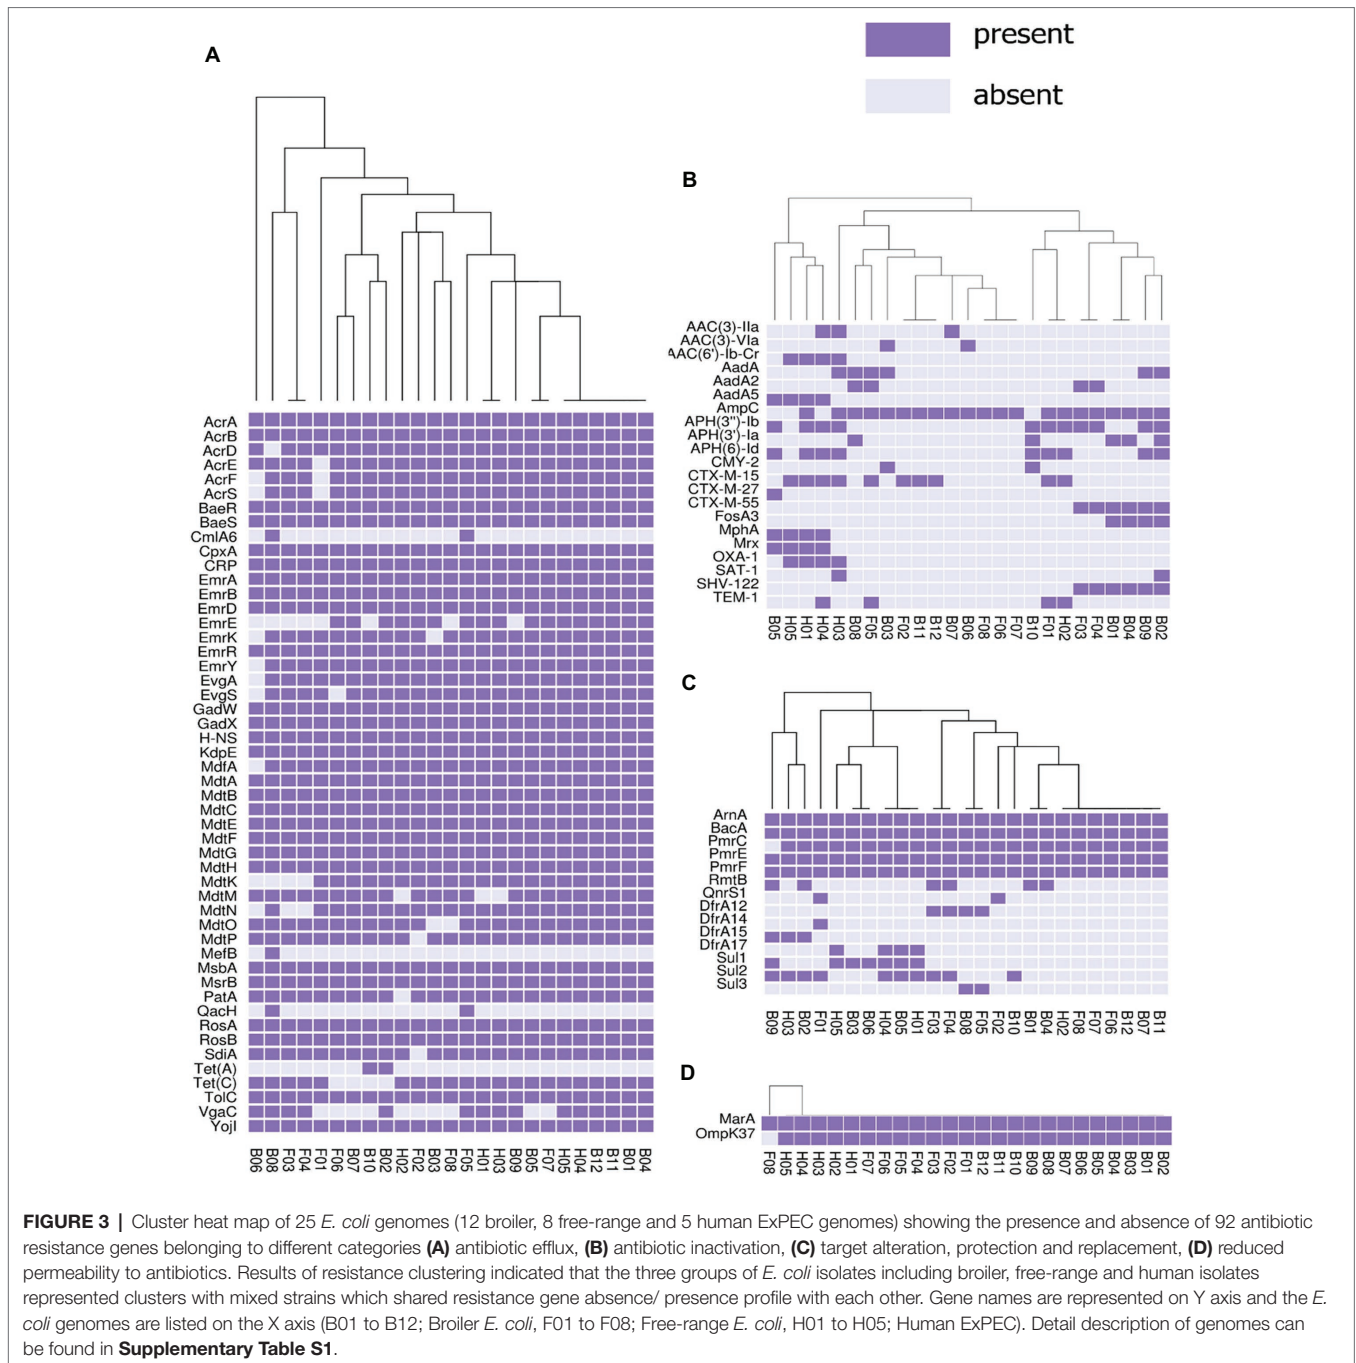 present
absent
A
AcrA
AcrB
AcrD
AcrE
AcrF
AcrS
BaeR
BaeS
CmlA6
CpxA
CRP
EmrA
EmrB
EmrD
EmrE
EmrK
EmrR
EmrY
EvgA
EvgS
GadW
GadX
H-NS
KdpE
MdfA
MdtA
MdtB
MdtC
MdtE
MdtF
MdtG
MdtH
MdtK
MdtM
MdtN
MdtO
MdtP
MefB
MsbA
MsrB
PatA
QacH
RosA
RosB
SdiA
Tet(A)
Tet(C)
TolC
VgaC
YojI
B06 B08 F03 F04 F01 F06 B07 B10 B02 H02 F02 B03 F08 F05 H01 H03 B09 B05 F07 H05 H04 B12 B11 B01 B04
B
AAC(3)-IIa
AAC(3)-VIa
AAC(6')-Ib-Cr
AadA
AadA2
AadA5
AmpC
APH(3")-Ib
APH(3')-Ia
APH(6)-Id
CMY-2
CTX-M-15
CTX-M-27
CTX-M-55
FosA3
MphA
Mrx
OXA-1
SAT-1
SHV-122
TEM-1
B05 H05 H01 H04 H03 B08 F05 B03 F02 B11 B12 B07 B06 F08 F06 F07 B10 F01 H02 F03 F04 B01 B04 B09 B02
C
ArnA
BacA
PmrC
PmrE
PmrF
RmtB
QnrS1
DfrA12
DfrA14
DfrA15
DfrA17
Sul1
Sul2
Sul3
B09 H03 B02 F01 H05 B03 B06 H04 B05 H01 F03 F04 B08 F05 F02 B10 B01 B04 H02 F08 F07 F06 B12 B07 B11
D
MarA
OmpK37
F08 H05 H04 H03 H02 H01 F07 F06 F05 F04 F03 F02 F01 B12 B11 B10 B09 B08 B07 B06 B05 B04 B03 B01 B02
FIGURE 3 | Cluster heat map of 25 E. coli genomes (12 broiler, 8 free-range and 5 human ExPEC genomes) showing the presence and absence of 92 antibiotic
resistance genes belonging to different categories (A) antibiotic efflux, (B) antibiotic inactivation, (C) target alteration, protection and replacement, (D) reduced
permeability to antibiotics. Results of resistance clustering indicated that the three groups of E. coli isolates including broiler, free-range and human isolates
represented clusters with mixed strains which shared resistance gene absence/ presence profile with each other. Gene names are represented on Y axis and the E.
coli genomes are listed on the X axis (B01 to B12; Broiler E. coli, F01 to F08; Free-range E. coli, H01 to H05; Human ExPEC). Detail description of genomes can
be found in Supplementary Table S1.